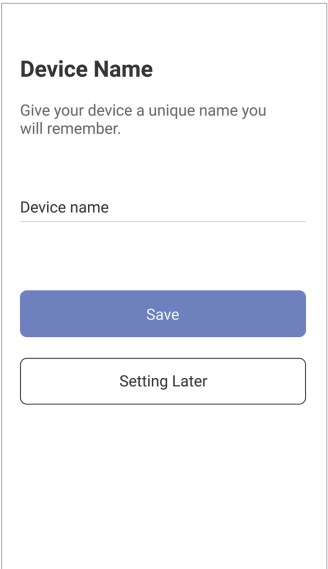 Device Name
Give your device a unique name you
will remember.
Device name
Save
Setting Later